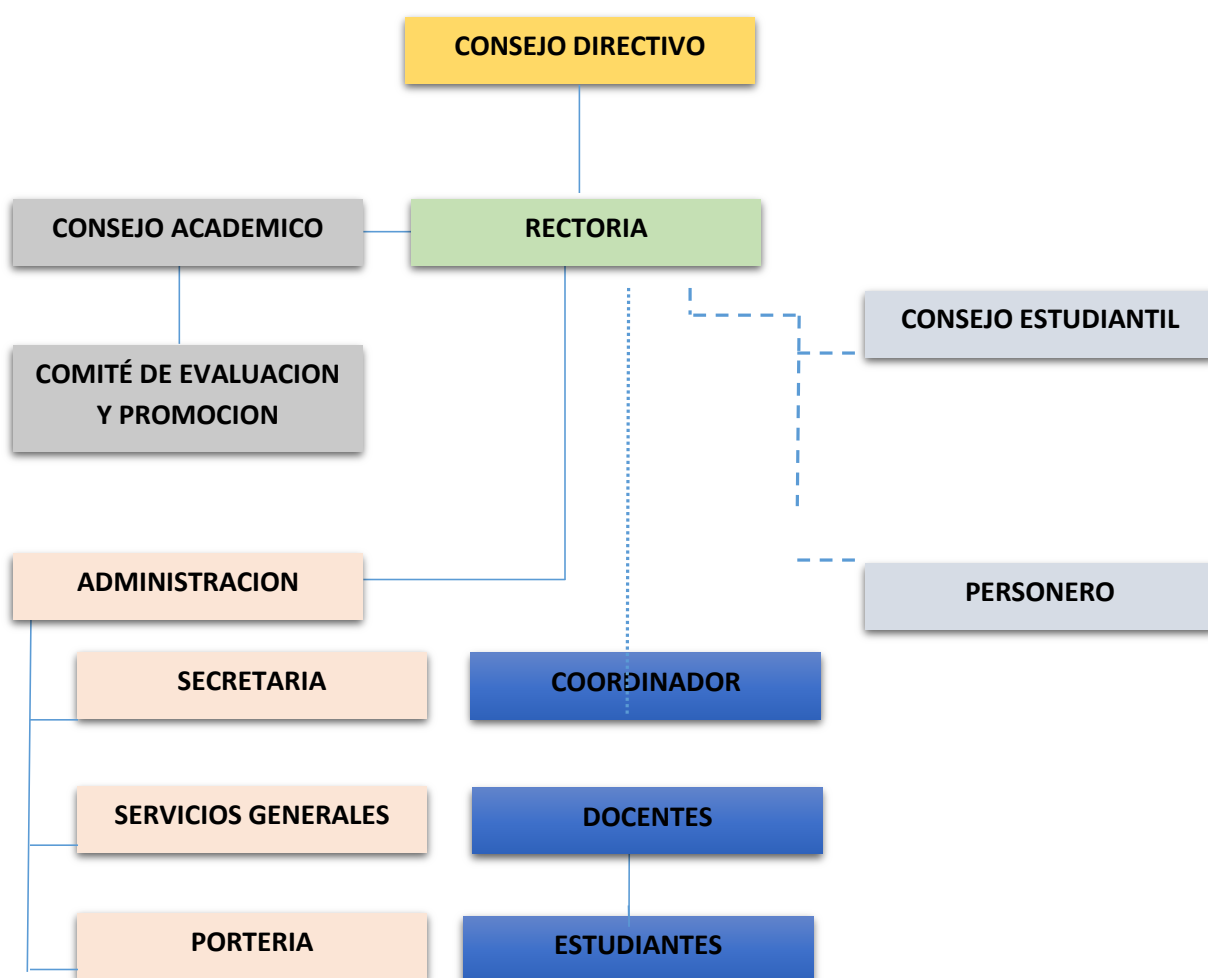 CONSEJO DIRECTIVO
CONSEJO ACADEMICO
RECTORIA
CONSEJO ESTUDIANTIL
COMITÉ DE EVALUACION
Y PROMOCION
ADMINISTRACION
PERSONERO
SECRETARIA
COORDINADOR
SERVICIOS GENERALES
DOCENTES
PORTERIA
ESTUDIANTES